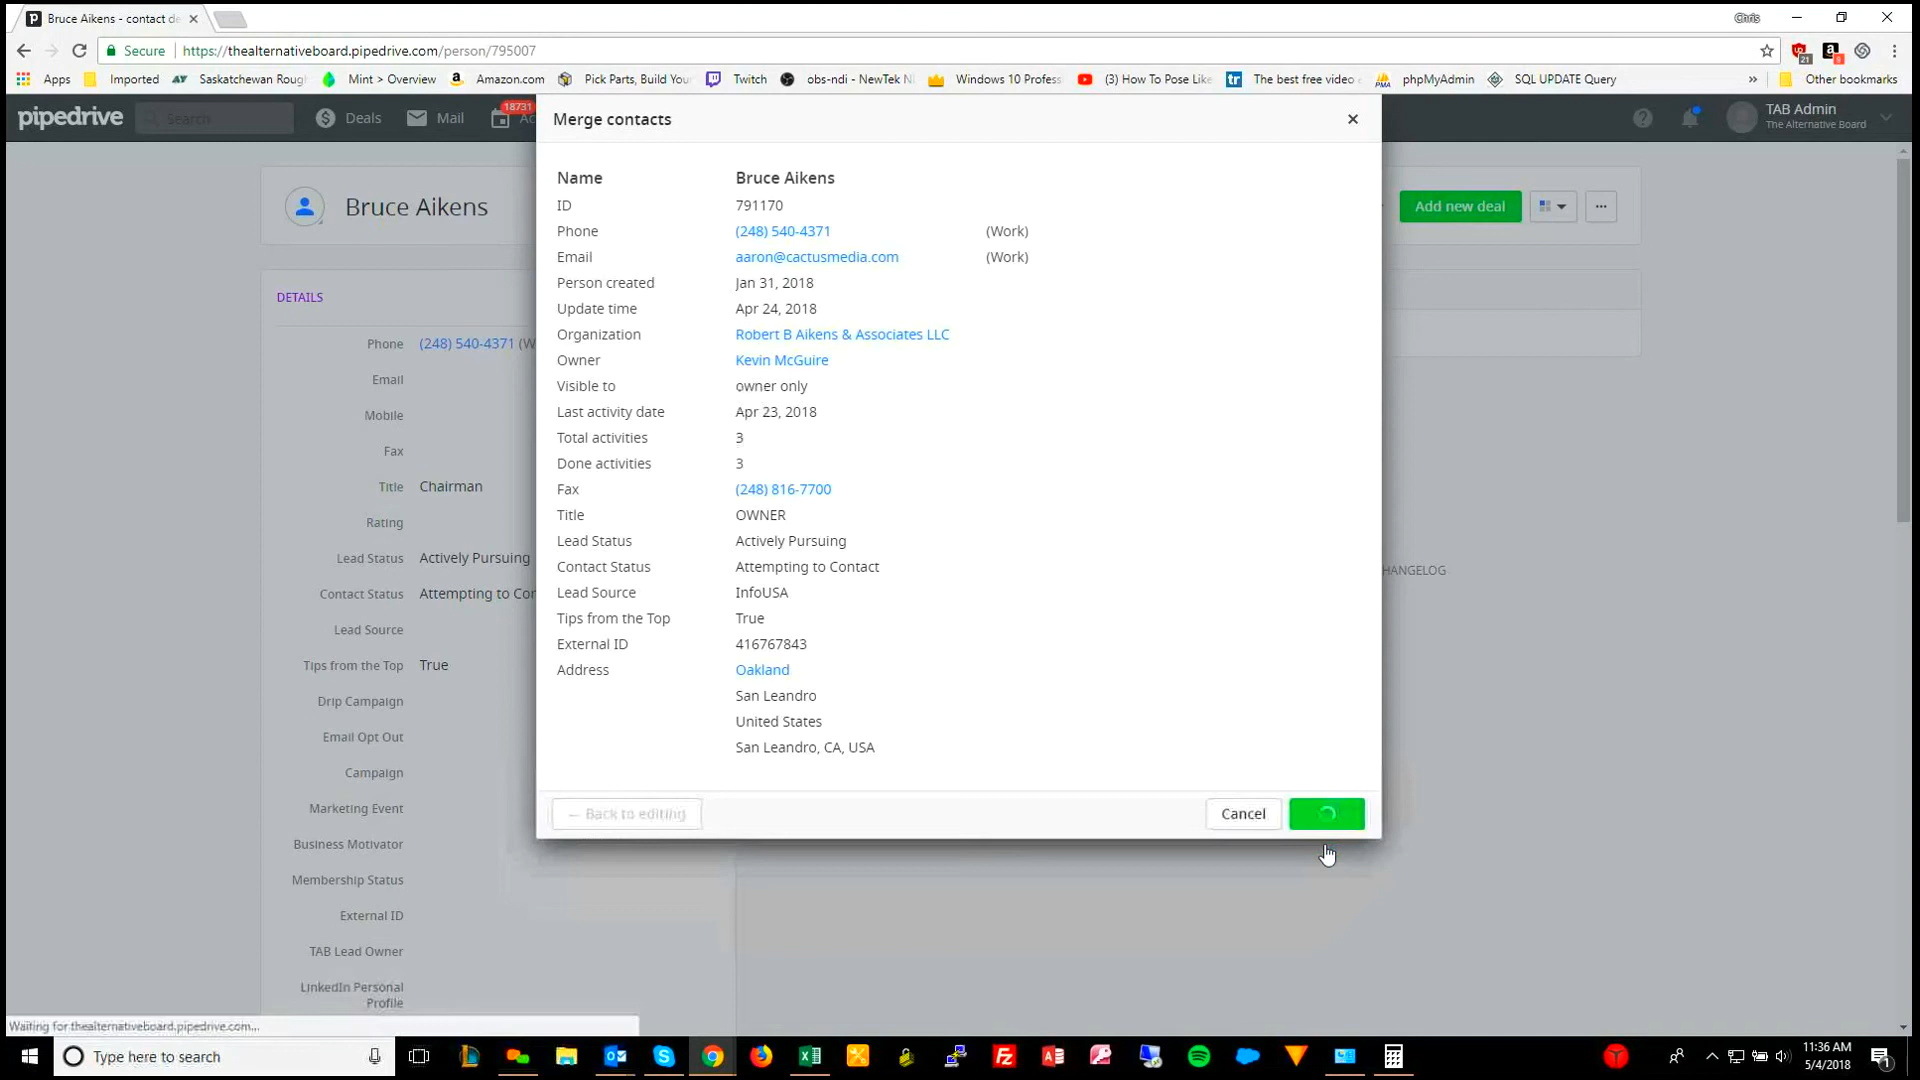 Bruce Aikens - contact de
Chris
Secure https://thealternativeboard.pipedrive.com/person/795007
21
9
Apps Imported Saskatchewan Roug Mint > Overview Amazon.com Pick Parts, Build Your Twitch obs-ndi - NewTek N Windows 10 Profess (3) How To Pose Like The best free video phpMyAdmin SQL UPDATE Query » Other bookmarks
pipedrive
Search
Deals
Mail
18731
Ac
TAB Admin
The Alternative Board
Bruce Aikens
Add new deal
DETAILS
Phone (248) 540-4371 (W
Email
Mobile
Fax
Title Chairman
Rating
Lead Status Actively Pursuing
Contact Status Attempting to Con
Lead Source
Tips from the Top True
Drip Campaign
Email Opt Out
Campaign
Marketing Event
Business Motivator
Membership Status
External ID
TAB Lead Owner
LinkedIn Personal
Profile
HANGELOG
Merge contacts
Name Bruce Aikens
ID 791170
Phone (248) 540-4371 (Work)
Email aaron@cactusmedia.com (Work)
Person created Jan 31, 2018
Update time Apr 24, 2018
Organization Robert B Aikens & Associates LLC
Owner Kevin McGuire
Visible to owner only
Last activity date Apr 23, 2018
Total activities 3
Done activities 3
Fax (248) 816-7700
Title OWNER
Lead Status Actively Pursuing
Contact Status Attempting to Contact
Lead Source InfoUSA
Tips from the Top True
External ID 416767843
Address Oakland
San Leandro
United States
San Leandro, CA, USA
← Back to editing
Cancel
Waiting for thealternativeboard.pipedrive.com...
Type here to search
11:36 AM
5/4/2018
1